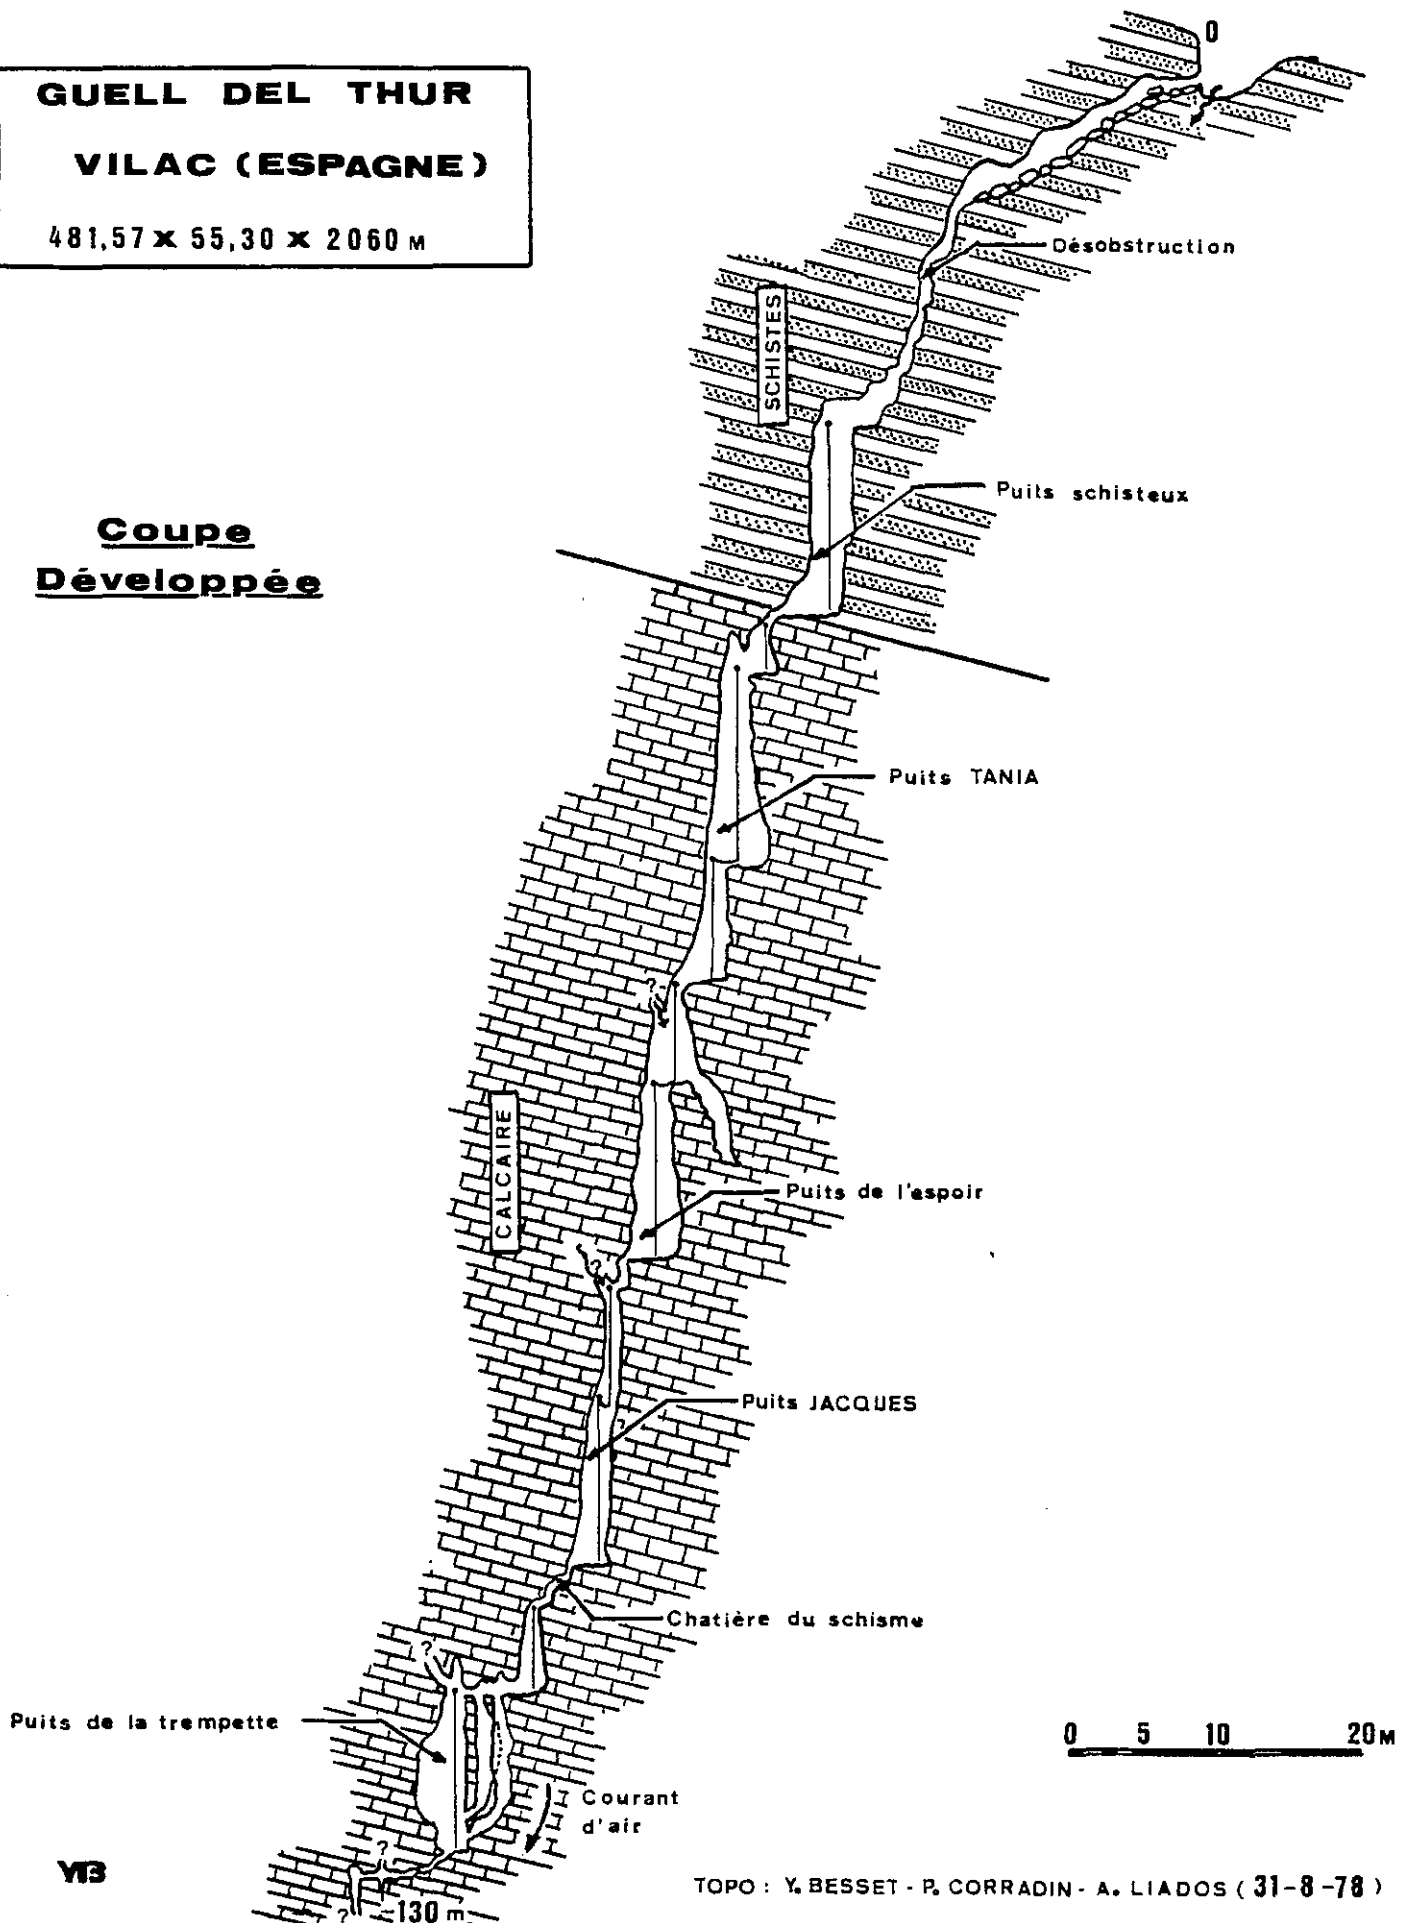 GUELL DEL THUR
VILAC (ESPAGNE)
481,57 x 55,30 x 2060 M
0
Désobstruction
SCHISTES
Puits schisteux
Coupe
Développée
Puits TANIA
?
CALCAIRE
Puits de l'espoir
?
Puits JACQUES
?
Chatière du schisme
?
Puits de la trempette
0 5 10 20 M
Courant
d'air
?
?
-130 m
TOPO : Y. BESSET - P. CORRADIN - A. LIADOS ( 31-8-78 )